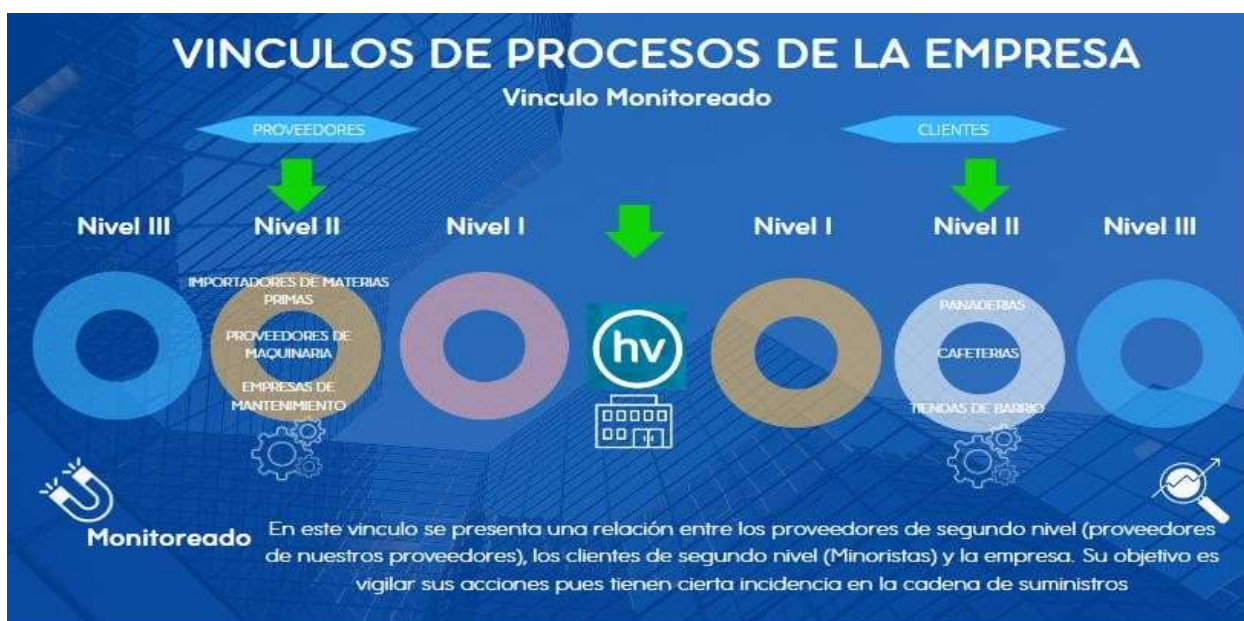 VINCULOS DE PROCESOS DE LA EMPRESA
Vinculo Monitoreado
PROVEEDORES
CLIENTES
Nivel III
Nivel II
Nivel I
Nivel I
Nivel II
Nivel III
IMPORTADORES DE MATERIAS
PRIMAS
PROVEEDORES DE
MAQUINARIA
EMPRESAS DE
MANTENIMIENTO
hv
PANADERIAS
CAFETERIAS
TIENDAS DE BARRIO
Monitoreado
En este vinculo se presenta una relación entre los proveedores de segundo nivel (proveedores
de nuestros proveedores), los clientes de segundo nivel (Minoristas) y la empresa. Su objetivo es
vigilar sus acciones pues tienen cierta incidencia en la cadena de suministros